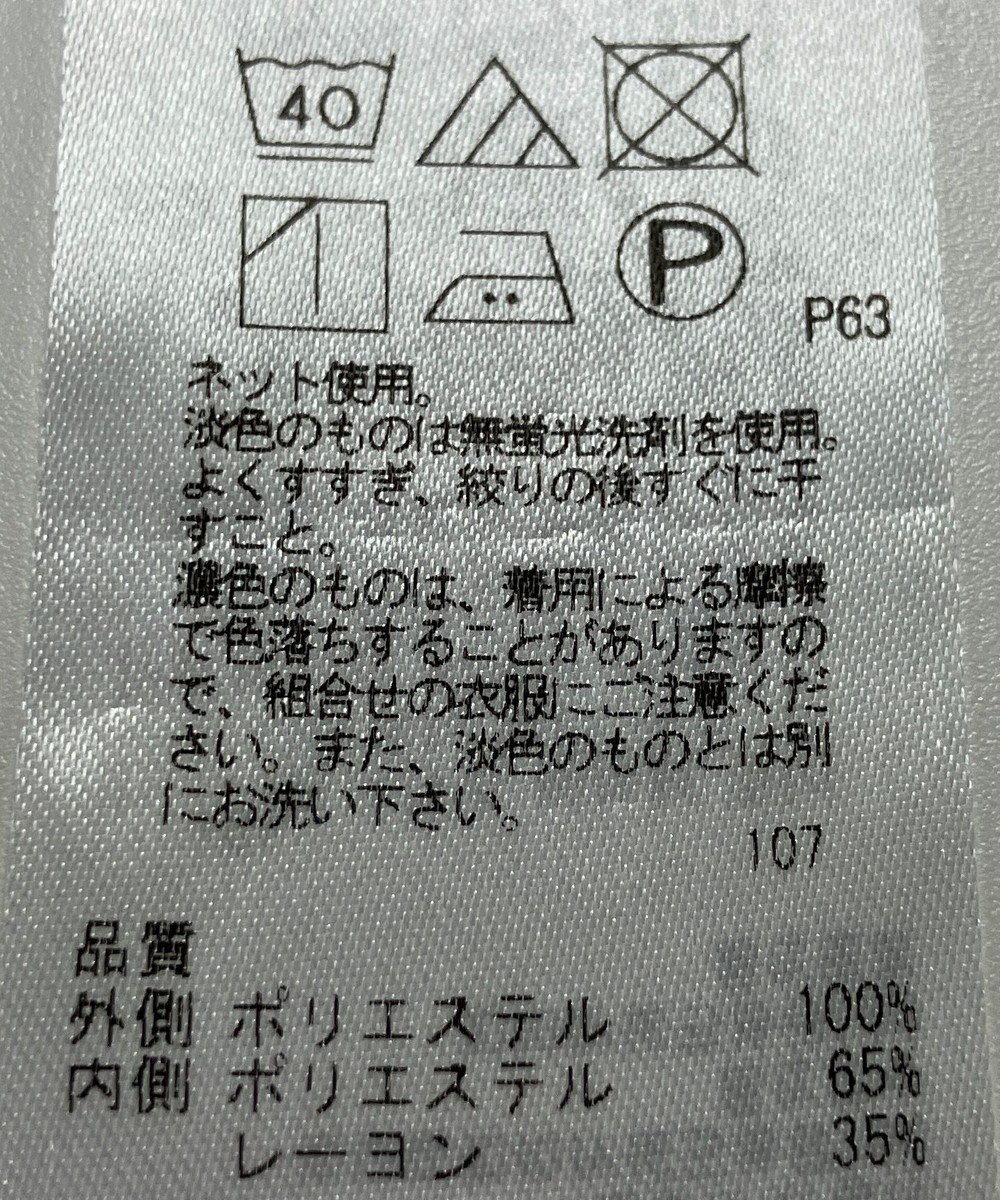 40
P
P63
ネット使用。
淡色のものは無蛍光洗剤を使用。
よくすすぎ、絞りの後すぐに干
すこと。
濃色のものは、着用による摩擦
で色落ちすることがありますの
で、組合せの衣服にご注意くだ
さい。また、淡色のものとは別
にお洗い下さい。
107
品質
外側 ポリエステル 100%
内側 ポリエステル 65%
レーヨン 35%